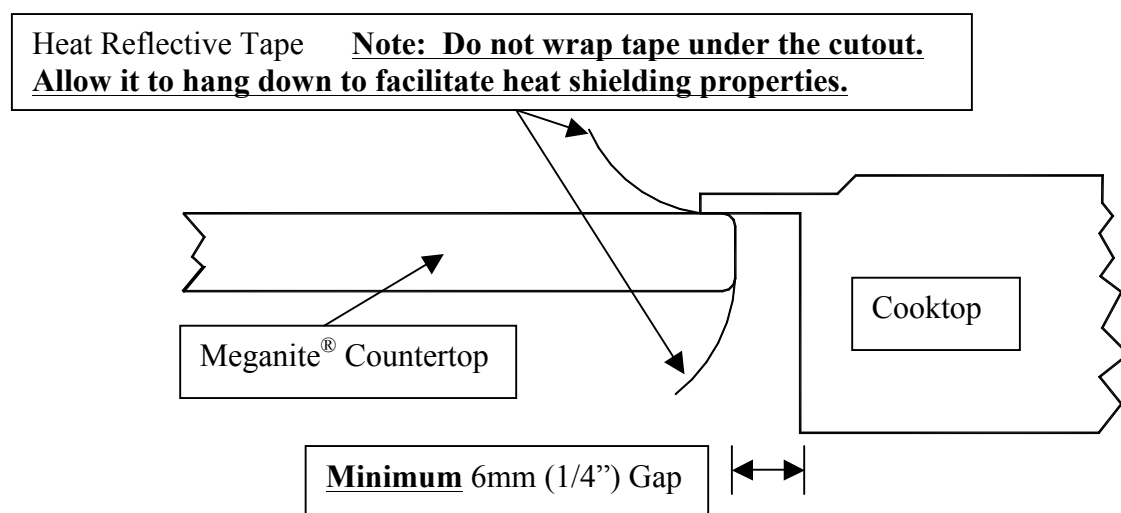 Heat Reflective Tape Note: Do not wrap tape under the cutout.
Allow it to hang down to facilitate heat shielding properties.
Cooktop
Meganite® Countertop
Minimum 6mm (1/4”) Gap